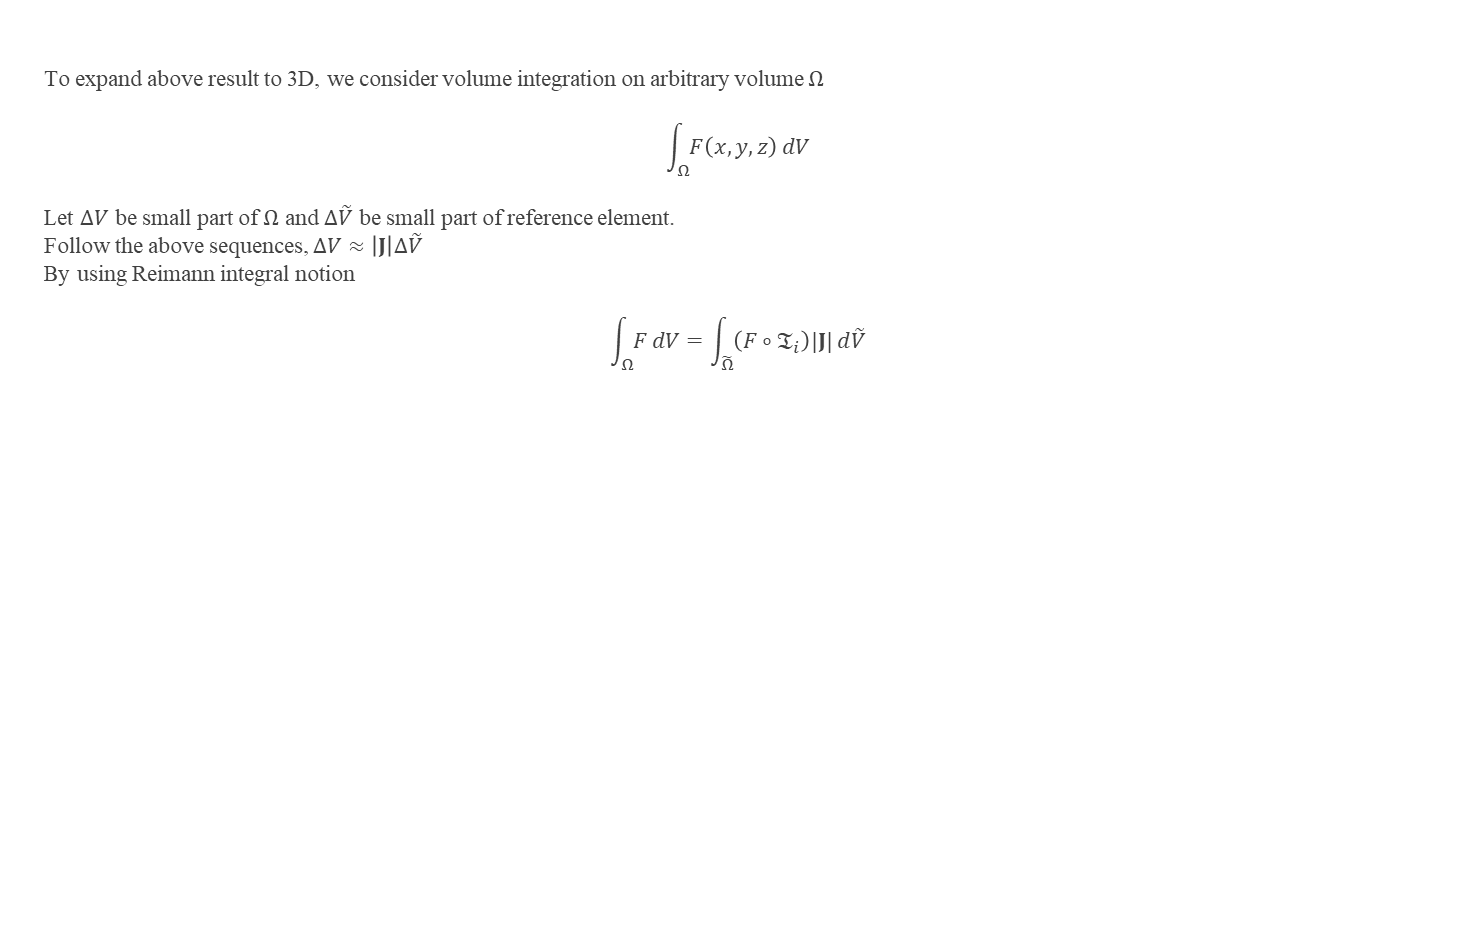 To expand above result to 3D, we consider volume integration on arbitrary volume Ω
∫_Ω F(x, y, z) dV
Let ΔV be small part of Ω and ΔṼ be small part of reference element.
Follow the above sequences, ΔV ≈ |𝐉|ΔṼ
By using Reimann integral notion
∫_Ω F dV = ∫_Ω̃ (F ∘ 𝔗ᵢ)|𝐉| dṼ